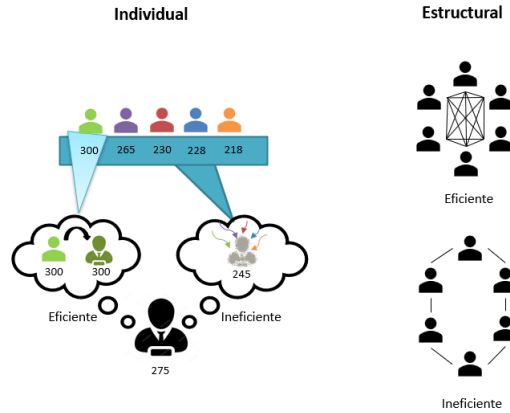 Individual
Estructural
300 265 230 228 218
Eficiente
300 300
245
Eficiente
Ineficiente
275
Ineficiente